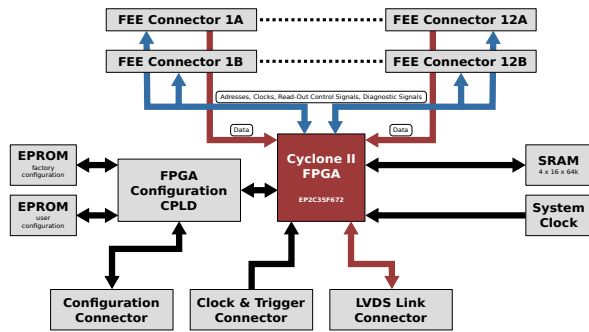 FEE Connector 1A
FEE Connector 12A
FEE Connector 1B
FEE Connector 12B
Adresses, Clocks, Read-Out Control Signals, Diagnostic Signals
Data
Data
Cyclone II
FPGA
EP2C35F672
EPROM
factory
configuration
FPGA
Configuration
CPLD
SRAM
4 x 16 x 64k
EPROM
user
configuration
System
Clock
Configuration
Connector
Clock & Trigger
Connector
LVDS Link
Connector